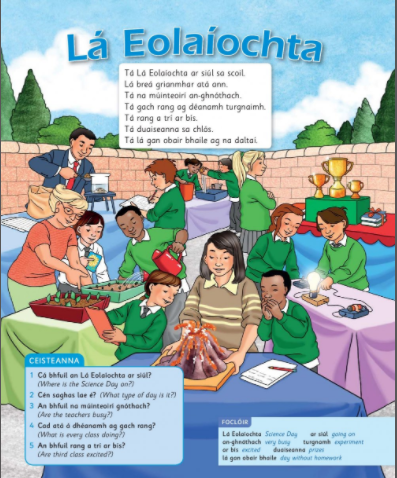 Lá Eolaíochta
Tá Lá Eolaíochta ar siúl sa scoil.
Lá breá grianmhar atá ann.
Tá na múinteoirí an-ghnóthach.
Tá gach rang ag déanamh turgnaimh.
Tá rang a trí ar bís.
Tá duaiseanna sa chlós.
Tá lá gan obair bhaile ag na daltaí.
CEISTEANNA
1 Cá bhfuil an Lá Eolaíochta ar siúl?
(Where is the Science Day on?)
2 Cén saghas lae é? (What type of day is it?)
3 An bhfuil na múinteoirí gnóthach?
(Are the teachers busy?)
4 Cad atá á dhéanamh ag gach rang?
(What is every class doing?)
5 An bhfuil rang a trí ar bís?
(Are third class excited?)
FOCLÓIR
Lá Eolaíochta Science Day ar siúl going on
an-ghnóthach very busy turgnamh experiment
ar bís excited duaiseanna prizes
lá gan obair bhaile day without homework